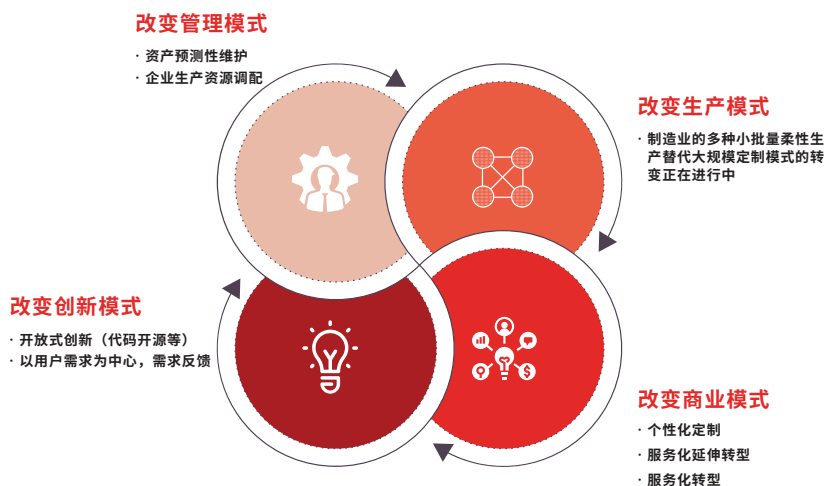 改变管理模式
· 资产预测性维护
· 企业生产资源调配
改变生产模式
· 制造业的多种小批量柔性生
产替代大规模定制模式的转
变正在进行中
改变创新模式
· 开放式创新（代码开源等）
· 以用户需求为中心，需求反馈
改变商业模式
· 个性化定制
· 服务化延伸转型
· 服务化转型